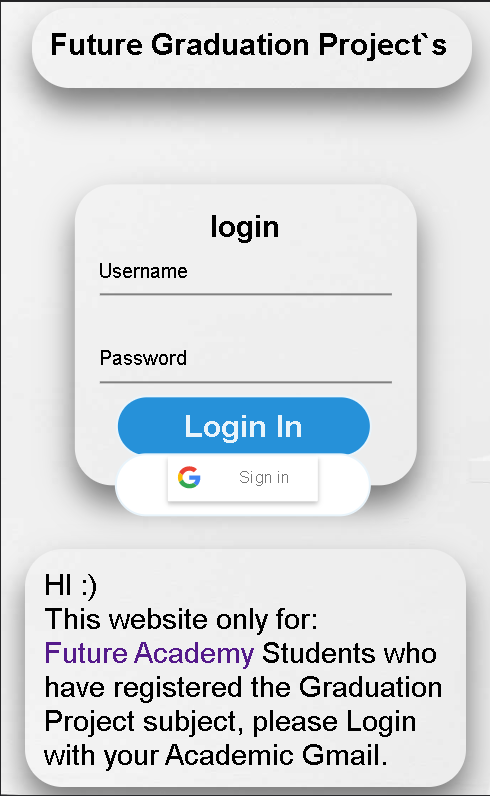 Future Graduation Project`s
login
Username
Password
Login In
Sign in
HI :)
This website only for:
Future Academy Students who
have registered the Graduation
Project subject, please Login
with your Academic Gmail.